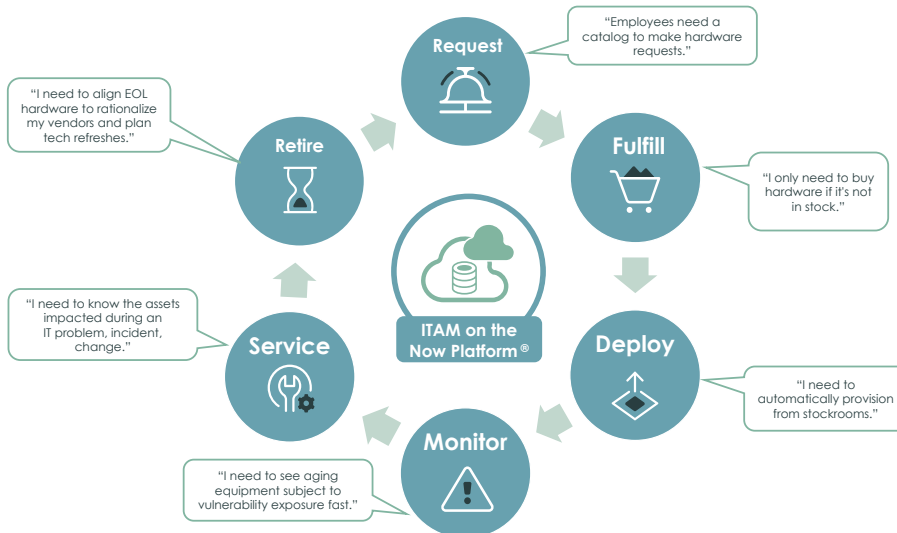 Request
“Employees need a
catalog to make hardware
requests.”
Fulfill
“I only need to buy
hardware if it's not
in stock.”
Deploy
“I need to
automatically provision
from stockrooms.”
Monitor
“I need to see aging
equipment subject to
vulnerability exposure fast.”
Service
“I need to know the assets
impacted during an
IT problem, incident,
change.”
Retire
“I need to align EOL
hardware to rationalize
my vendors and plan
tech refreshes.”
ITAM on the
Now Platform®